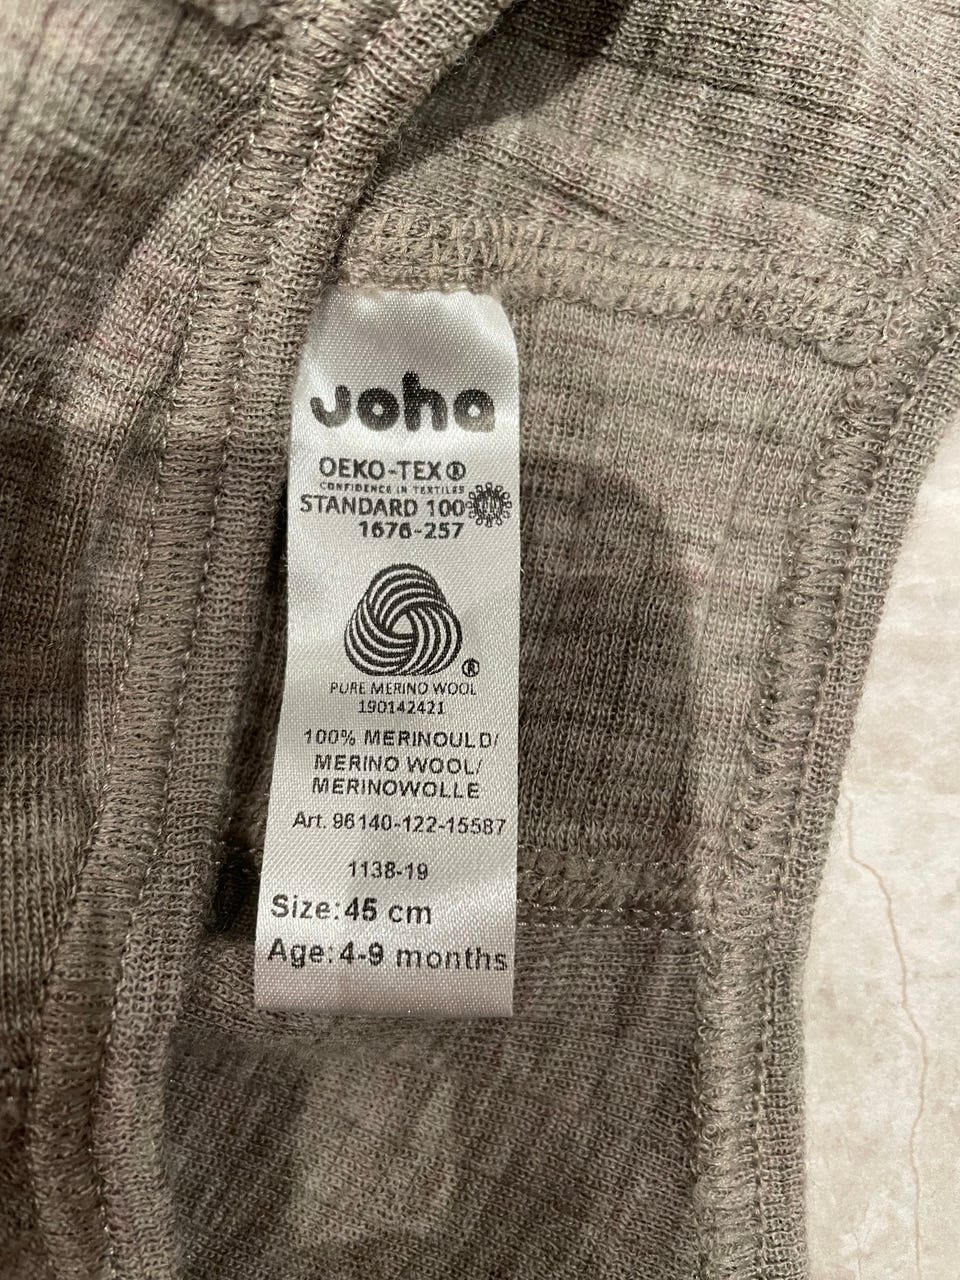 Joha
OEKO-TEX®
CONFIDENCE IN TEXTILES
STANDARD 100
1676-257
®
PURE MERINO WOOL
190142421
100% MERINOULD/
MERINO WOOL/
MERINOWOLLE
Art. 96140-122-15587
1138-19
Size:45 cm
Age:4-9 months